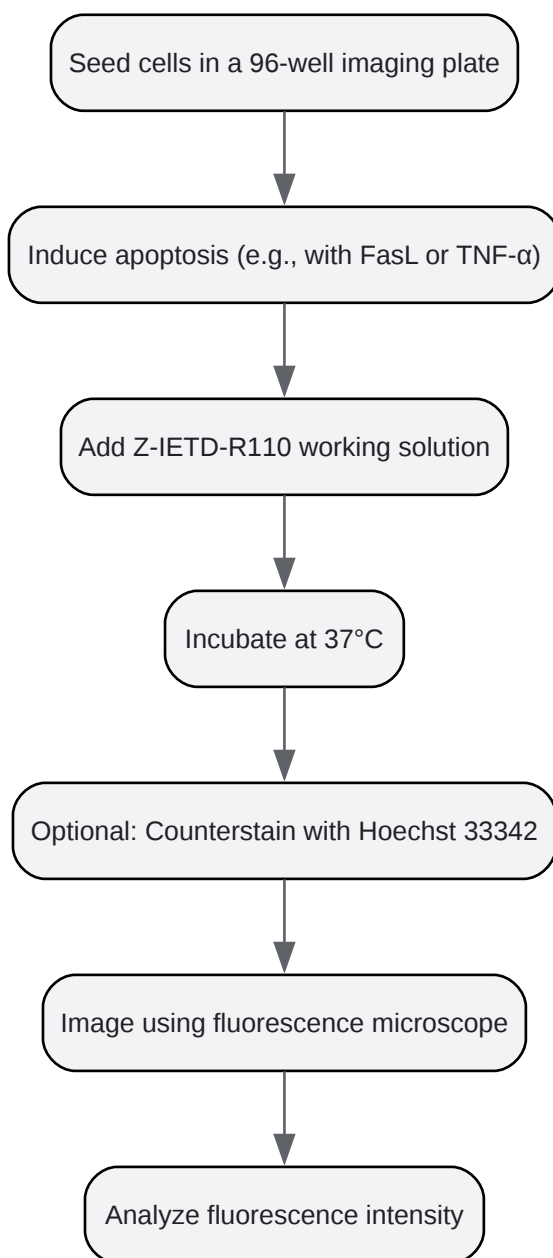 Seed cells in a 96-well imaging plate
Induce apoptosis (e.g., with FasL or TNF-α)
Add Z-IETD-R110 working solution
Incubate at 37°C
Optional: Counterstain with Hoechst 33342
Image using fluorescence microscope
Analyze fluorescence intensity